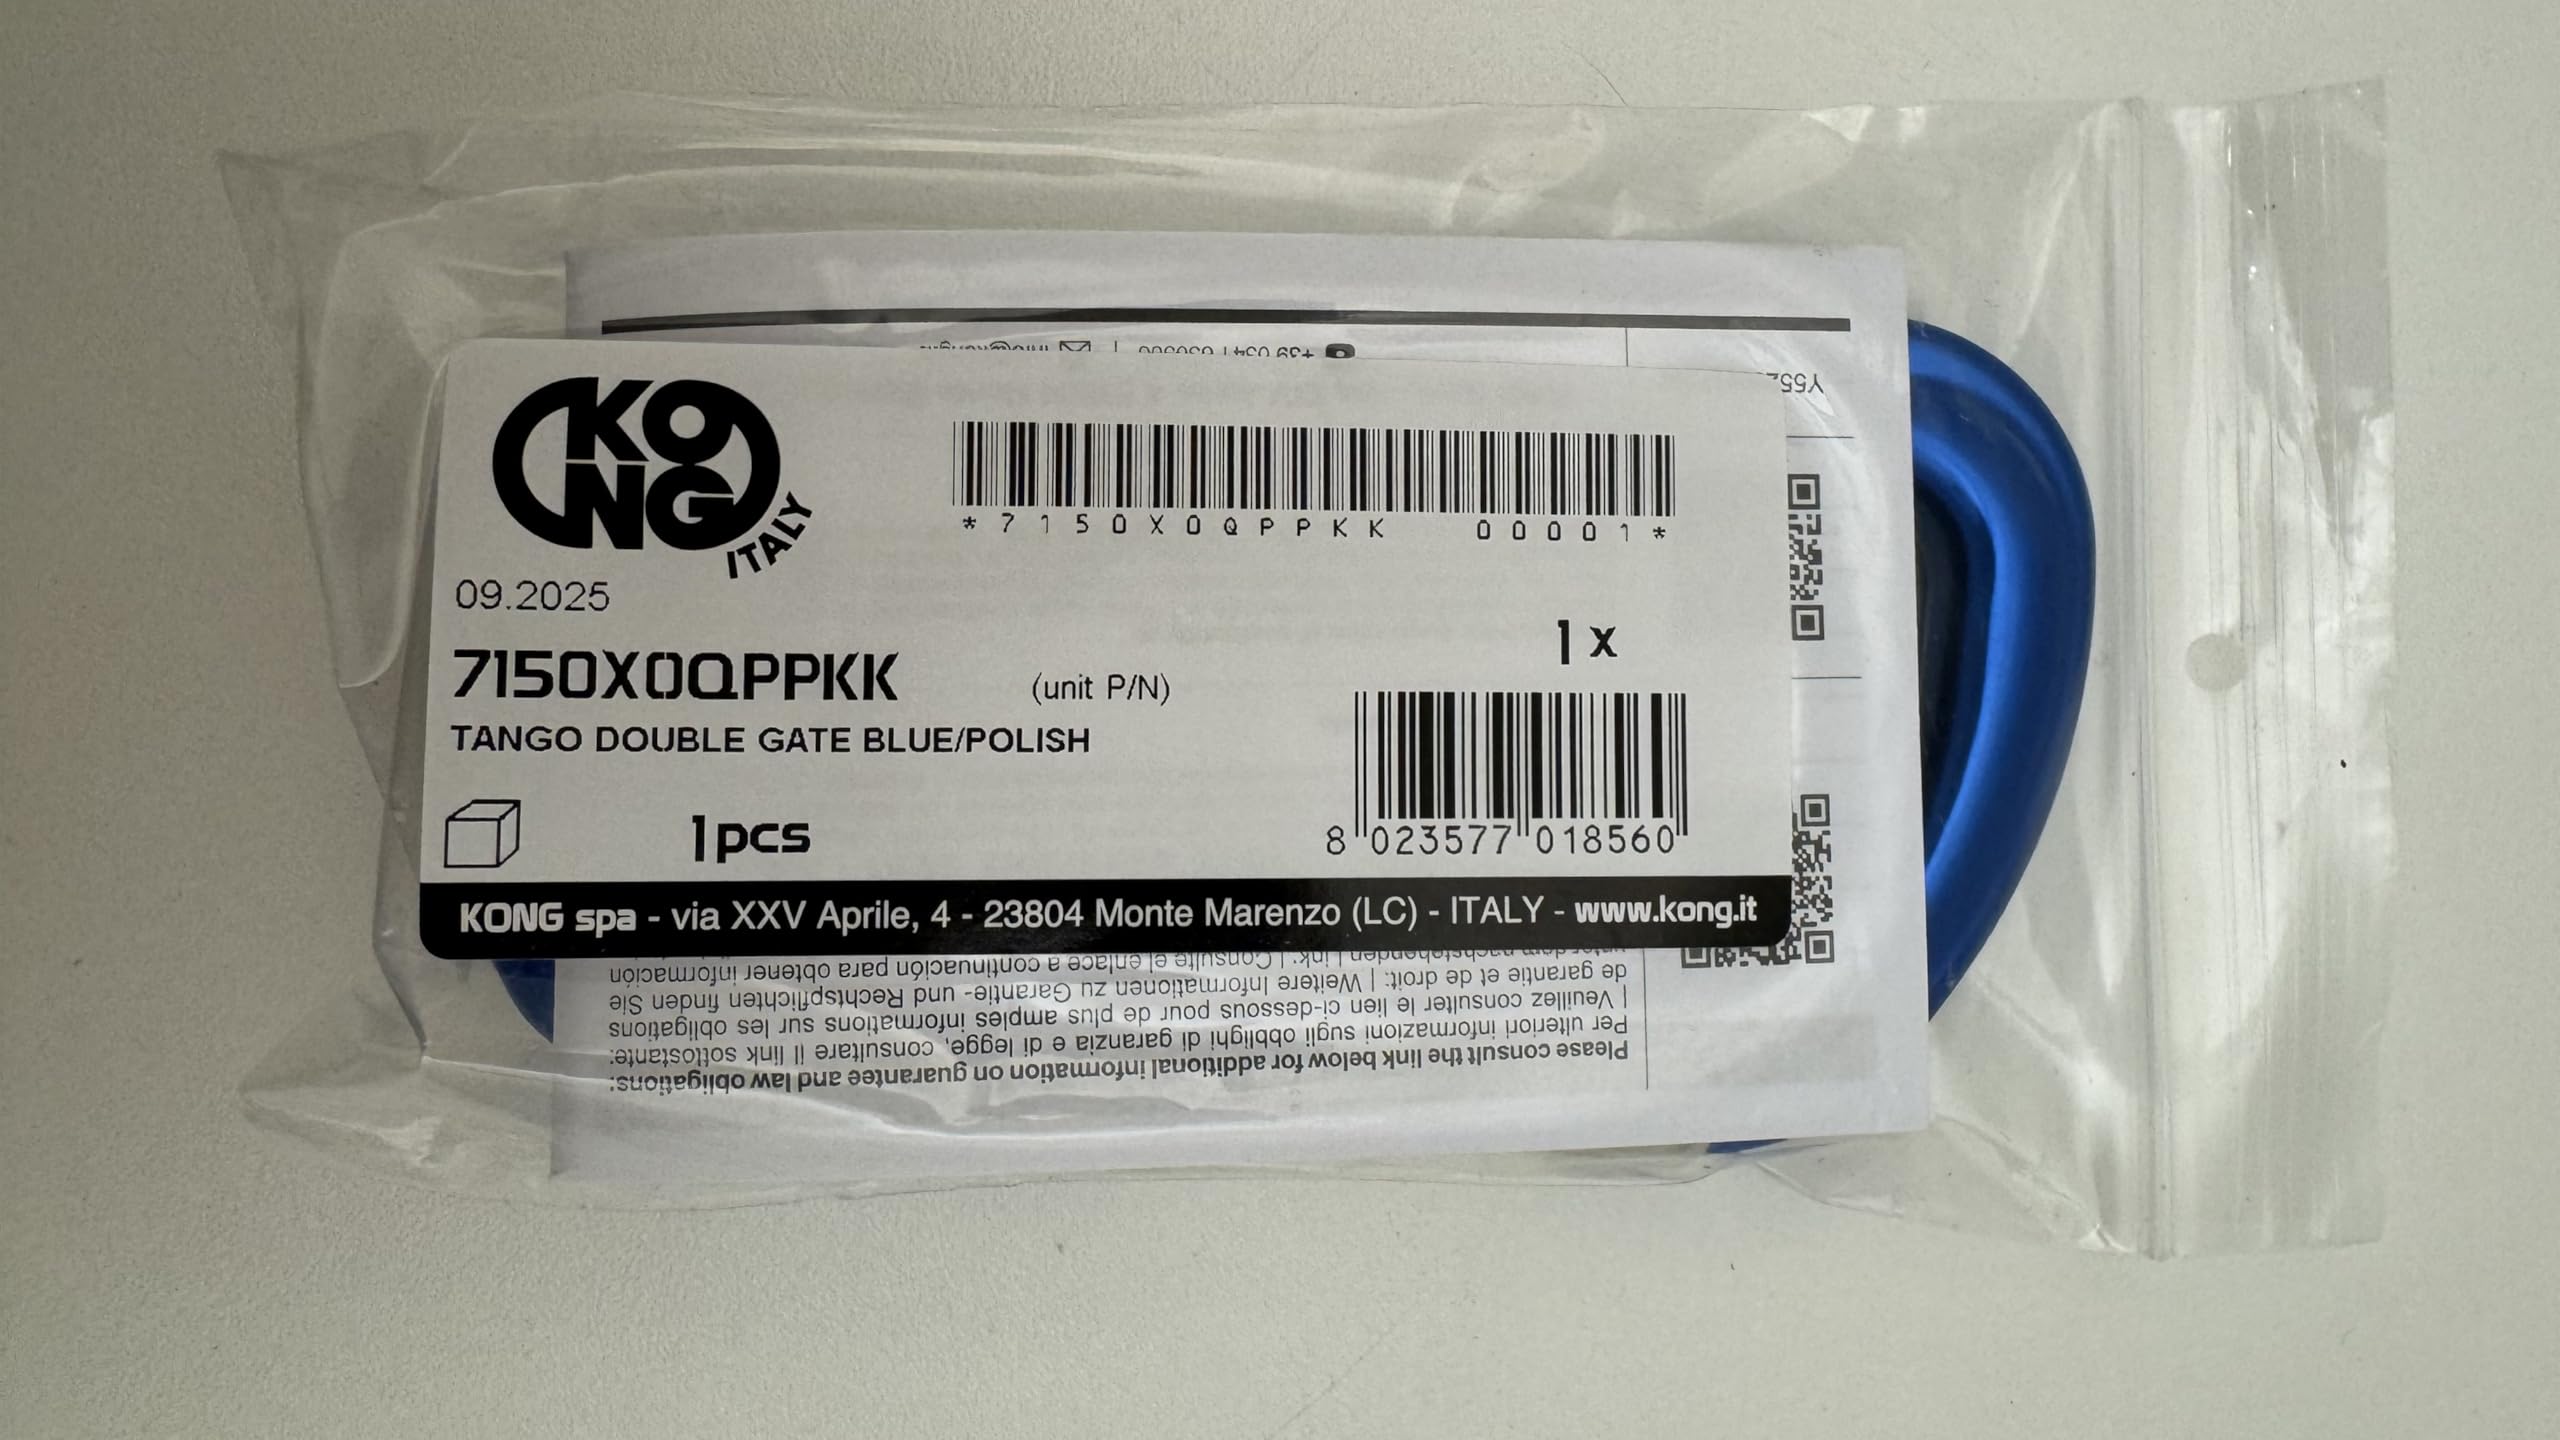 KONG
ITALY
*7150X0QPPKK 00001*
09.2025
1 x
7150X0QPPKK (unit P/N)
TANGO DOUBLE GATE BLUE/POLISH
1pcs
8 023577 018560
KONG spa - via XXV Aprile, 4 - 23804 Monte Marenzo (LC) - ITALY - www.kong.it
Please consult the link below for additional information on guarantee and law obligations:
Per ulteriori informazioni sugli obblighi di garanzia e di legge, consultare il link sottostante:
| Veuillez consulter le lien ci-dessous pour de plus amples informations sur les obligations
de garantie et de droit: | Weitere Informationen zu Garantie- und Rechtspflichten finden Sie
unter dem nachstehenden Link: | Consulte el enlace a continuación para obtener información